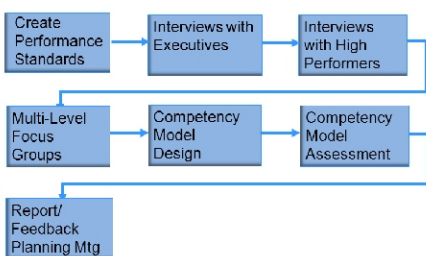 Create
Performance
Standards
Interviews with
Executives
Interviews
with High
Performers
Multi-Level
Focus
Groups
Competency
Model
Design
Competency
Model
Assessment
Report/
Feedback
Planning Mtg